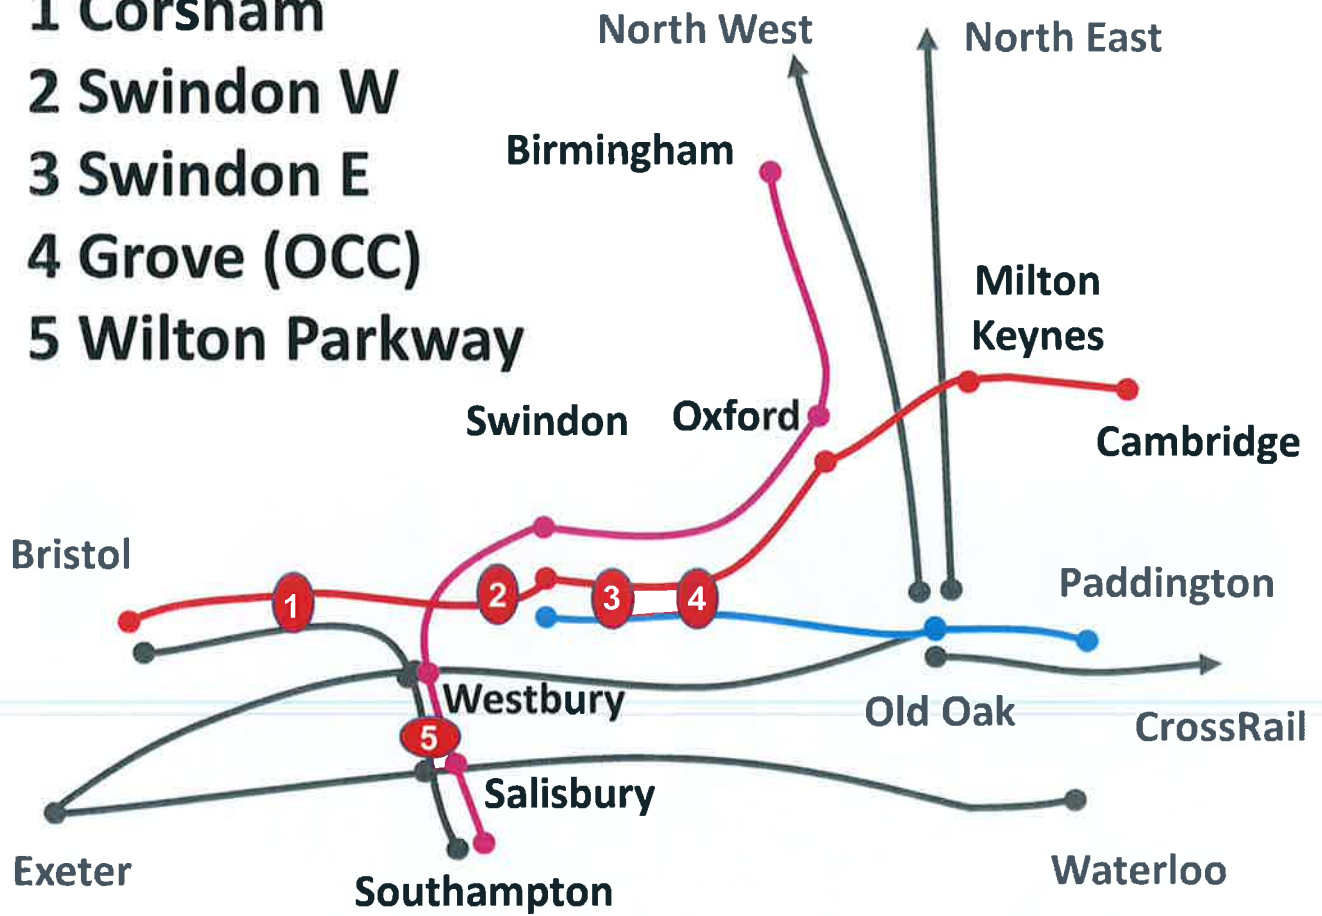 1 Corsham
2 Swindon W
3 Swindon E
4 Grove (OCC)
5 Wilton Parkway
North West
North East
Birmingham
Milton
Keynes
Swindon
Oxford
Cambridge
Bristol
1
2
3
4
Paddington
Westbury
Old Oak
CrossRail
5
Salisbury
Exeter
Southampton
Waterloo